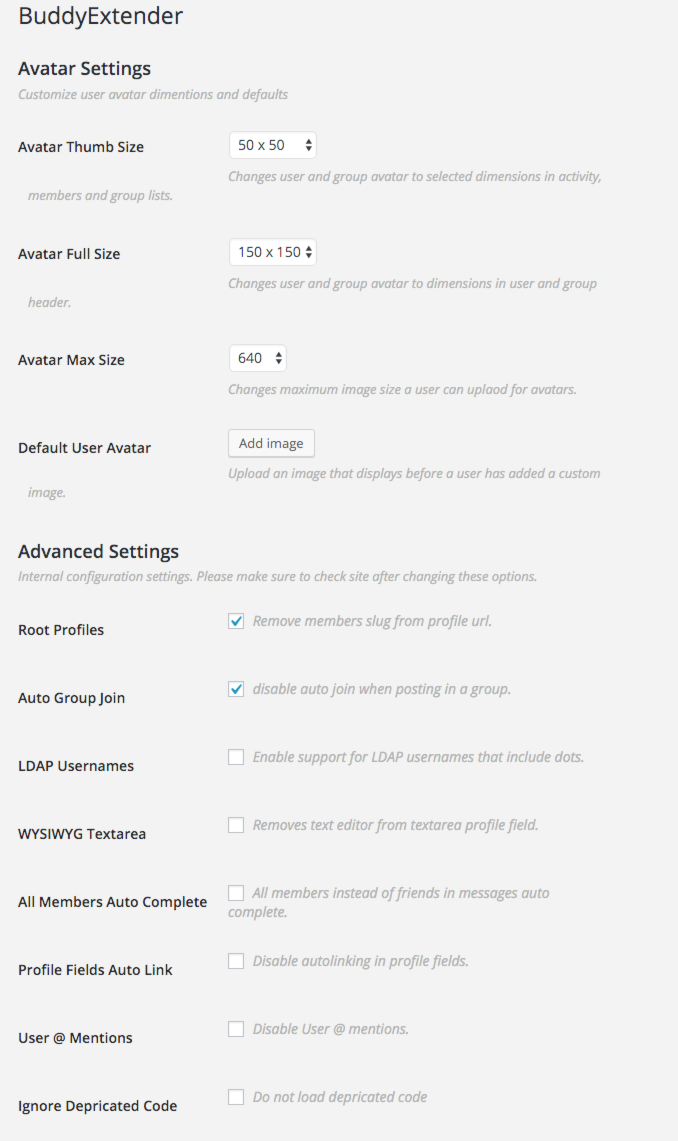 BuddyExtender
Avatar Settings
Customize user avatar dimentions and defaults
Avatar Thumb Size
50 x 50
Changes user and group avatar to selected dimensions in activity,
members and group lists.
Avatar Full Size
150 x 150
Changes user and group avatar to dimensions in user and group
header.
Avatar Max Size
640
Changes maximum image size a user can uplaod for avatars.
Default User Avatar
Add image
Upload an image that displays before a user has added a custom
image.
Advanced Settings
Internal configuration settings. Please make sure to check site after changing these options.
Root Profiles
Remove members slug from profile url.
Auto Group Join
disable auto join when posting in a group.
LDAP Usernames
Enable support for LDAP usernames that include dots.
WYSIWYG Textarea
Removes text editor from textarea profile field.
All Members Auto Complete
All members instead of friends in messages auto
complete.
Profile Fields Auto Link
Disable autolinking in profile fields.
User @ Mentions
Disable User @ mentions.
Ignore Depricated Code
Do not load depricated code